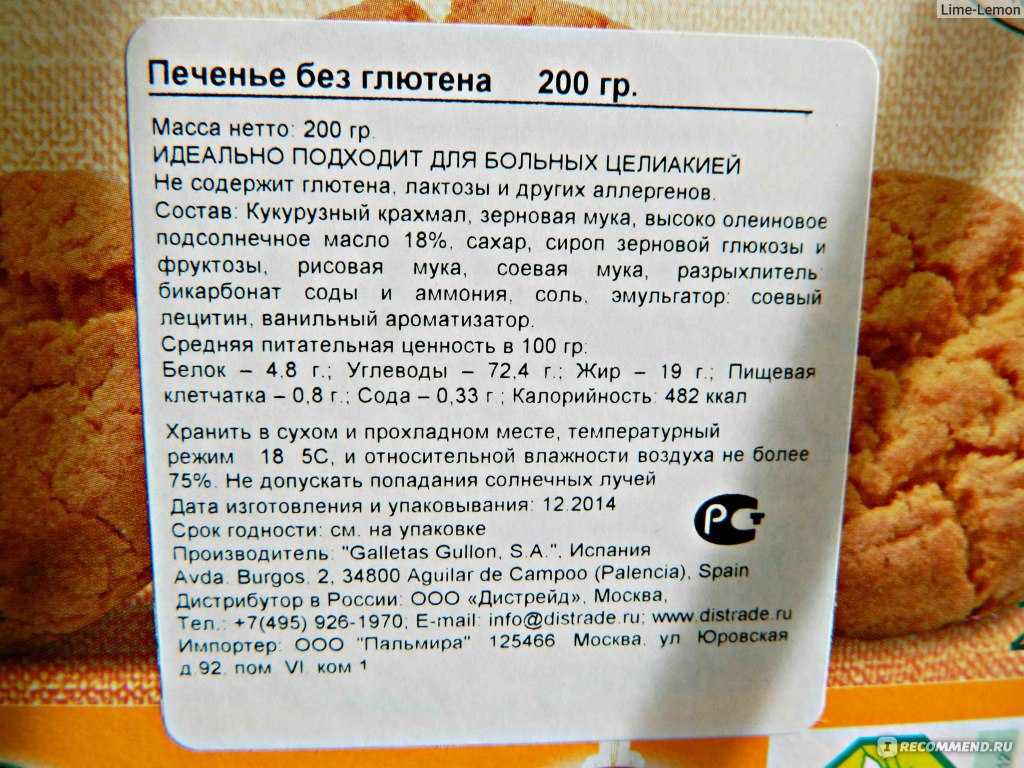 Lime-Lemon
Печенье без глютена 200 гр.
Масса нетто: 200 гр.
ИДЕАЛЬНО ПОДХОДИТ ДЛЯ БОЛЬНЫХ ЦЕЛИАКИЕЙ
Не содержит глютена, лактозы и других аллергенов.
Состав: Кукурузный крахмал, зерновая мука, высоко олеиновое
подсолнечное масло 18%, сахар, сироп зерновой глюкозы и
фруктозы, рисовая мука, соевая мука, разрыхлитель:
бикарбонат соды и аммония, соль, эмульгатор: соевый
лецитин, ванильный ароматизатор.
Средняя питательная ценность в 100 гр:
Белок – 4,8 г.; Углеводы – 72,4 г.; Жир – 19 г.; Пищевая
клетчатка – 0,8 г.; Сода – 0,33 г.; Калорийность: 482 ккал
Хранить в сухом и прохладном месте, температурный
режим 18 5С, и относительной влажности воздуха не более
75%. Не допускать попадания солнечных лучей
Дата изготовления и упаковывания: 12.2014
Срок годности: см. на упаковке
Производитель: "Galletas Gullon, S.A.", Испания
Avda. Burgos, 2, 34800 Aguilar de Campoo (Palencia), Spain
Дистрибутор в России: ООО «Дистрейд», Москва,
Тел.: +7(495) 926-1970; E-mail: info@distrade.ru; www.distrade.ru
Импортер: ООО "Пальмира" 125466 Москва, ул Юровская
д.92, пом VI, ком 1
РСТ
IRECOMMEND.RU